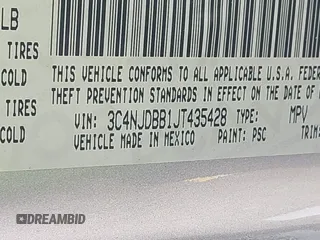 LB
TIRES
COLD
TIRES
COLD
THIS VEHICLE CONFORMS TO ALL APPLICABLE U.S.A. FEDE
THEFT PREVENTION STANDARDS IN EFFECT ON THE DATE OF
VIN: 3C4NJDBB1JT435428 TYPE: MPV
VEHICLE MADE IN MEXICO PAINT: PSC TRIM:
DREAMBID